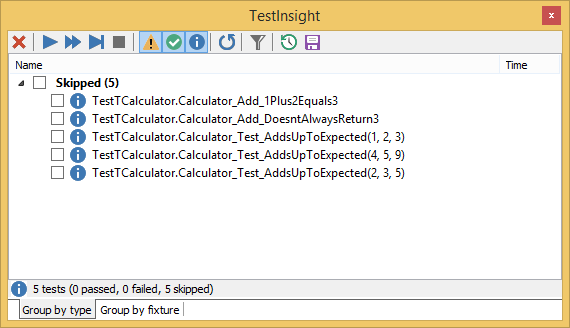 TestInsight
Name Time
Skipped (5)
TestTCalculator.Calculator_Add_1Plus2Equals3
TestTCalculator.Calculator_Add_DoesntAlwaysReturn3
TestTCalculator.Calculator_Test_AddsUpToExpected(1, 2, 3)
TestTCalculator.Calculator_Test_AddsUpToExpected(4, 5, 9)
TestTCalculator.Calculator_Test_AddsUpToExpected(2, 3, 5)
5 tests (0 passed, 0 failed, 5 skipped)
Group by type Group by fixture